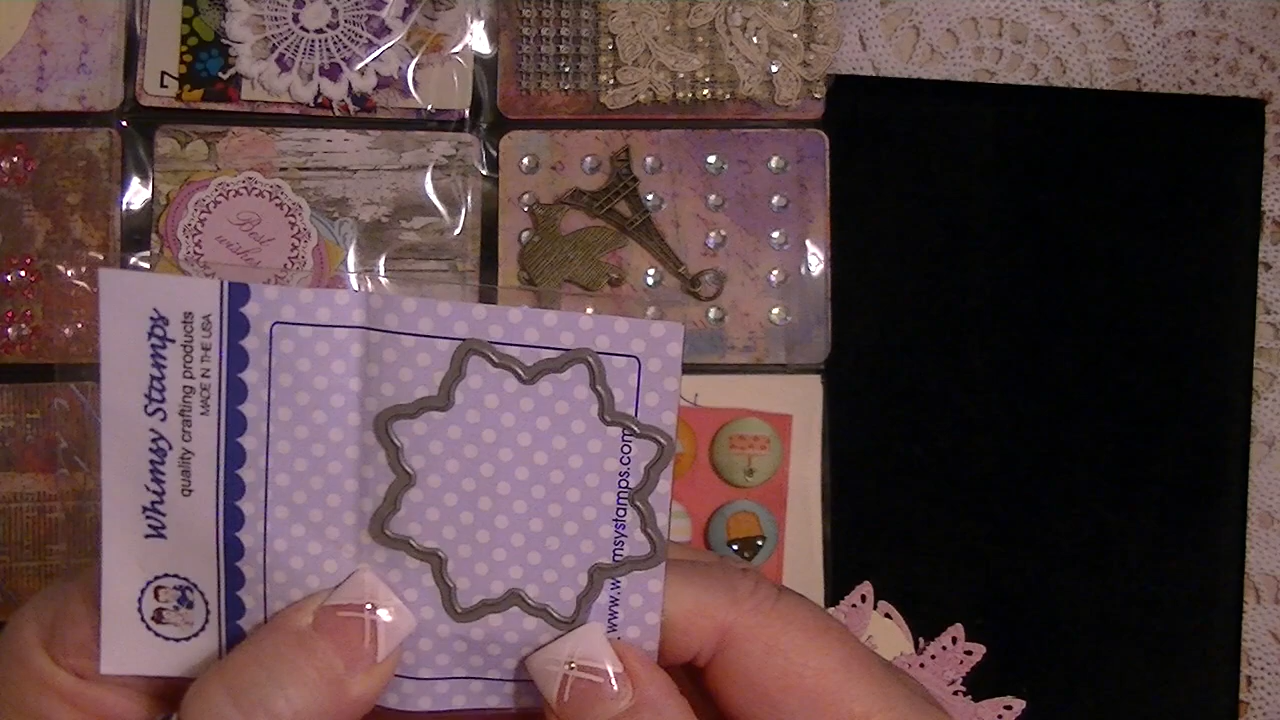 Whimsy Stamps
quality crafting products
MADE IN THE USA
www.whimsystamps.com
Best
wishes
7